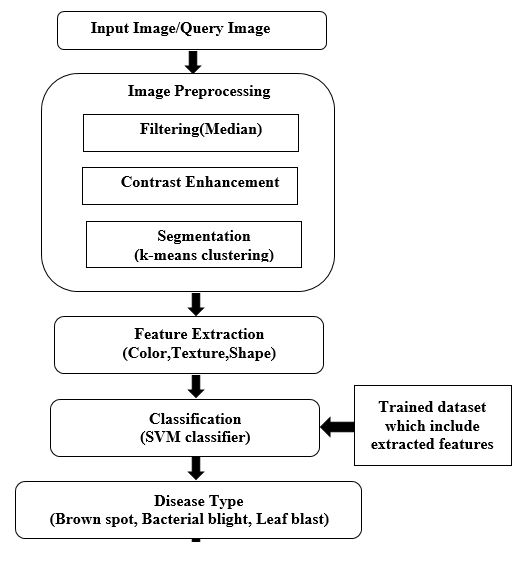 Input Image/Query Image
Image Preprocessing
Filtering(Median)
Contrast Enhancement
Segmentation
(k-means clustering)
Feature Extraction
(Color,Texture,Shape)
Classification
(SVM classifier)
Trained dataset
which include
extracted features
Disease Type
(Brown spot, Bacterial blight, Leaf blast)